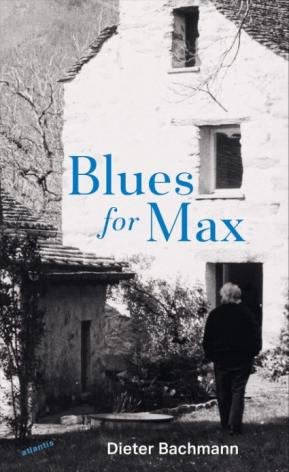 Blues
for Max
atlantis
Dieter Bachmann